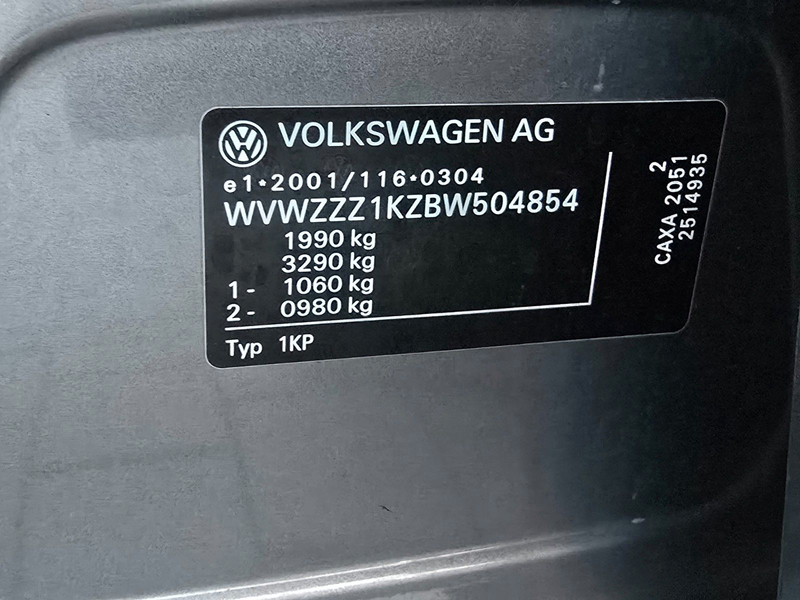 VOLKSWAGEN AG
e1*2001/116*0304
WVWZZZ1KZBW504854
1990 kg
3290 kg
1 - 1060 kg
2 - 0980 kg
Typ 1KP
2
CAXA 2051
2514935